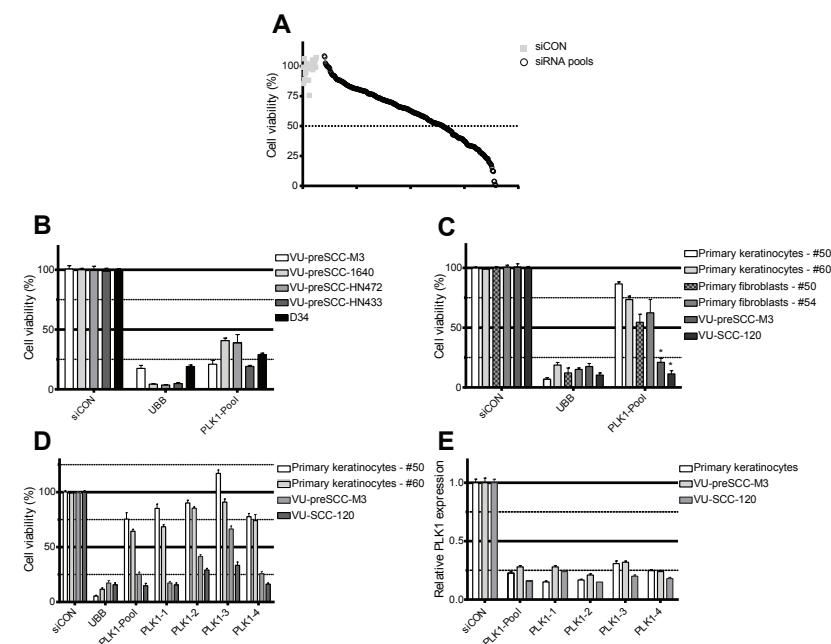 A
Cell viability (%)
100
75
50
25
0
siCON
siRNA pools
B
Cell viability (%)
100
50
0
siCON
UBB
PLK1-Pool
VU-preSCC-M3
VU-preSCC-1640
VU-preSCC-HN472
VU-preSCC-HN433
D34
C
Cell viability (%)
100
50
0
siCON
UBB
PLK1-Pool
* *
Primary keratinocytes - #50
Primary keratinocytes - #60
Primary fibroblasts - #50
Primary fibroblasts - #54
VU-preSCC-M3
VU-SCC-120
D
Cell viability (%)
100
50
0
siCON
UBB
PLK1-Pool
PLK1-1
PLK1-2
PLK1-3
PLK1-4
Primary keratinocytes - #50
Primary keratinocytes - #60
VU-preSCC-M3
VU-SCC-120
E
Relative PLK1 expression
1.0
0.5
0.0
siCON
PLK1-Pool
PLK1-1
PLK1-2
PLK1-3
PLK1-4
Primary keratinocytes
VU-preSCC-M3
VU-SCC-120